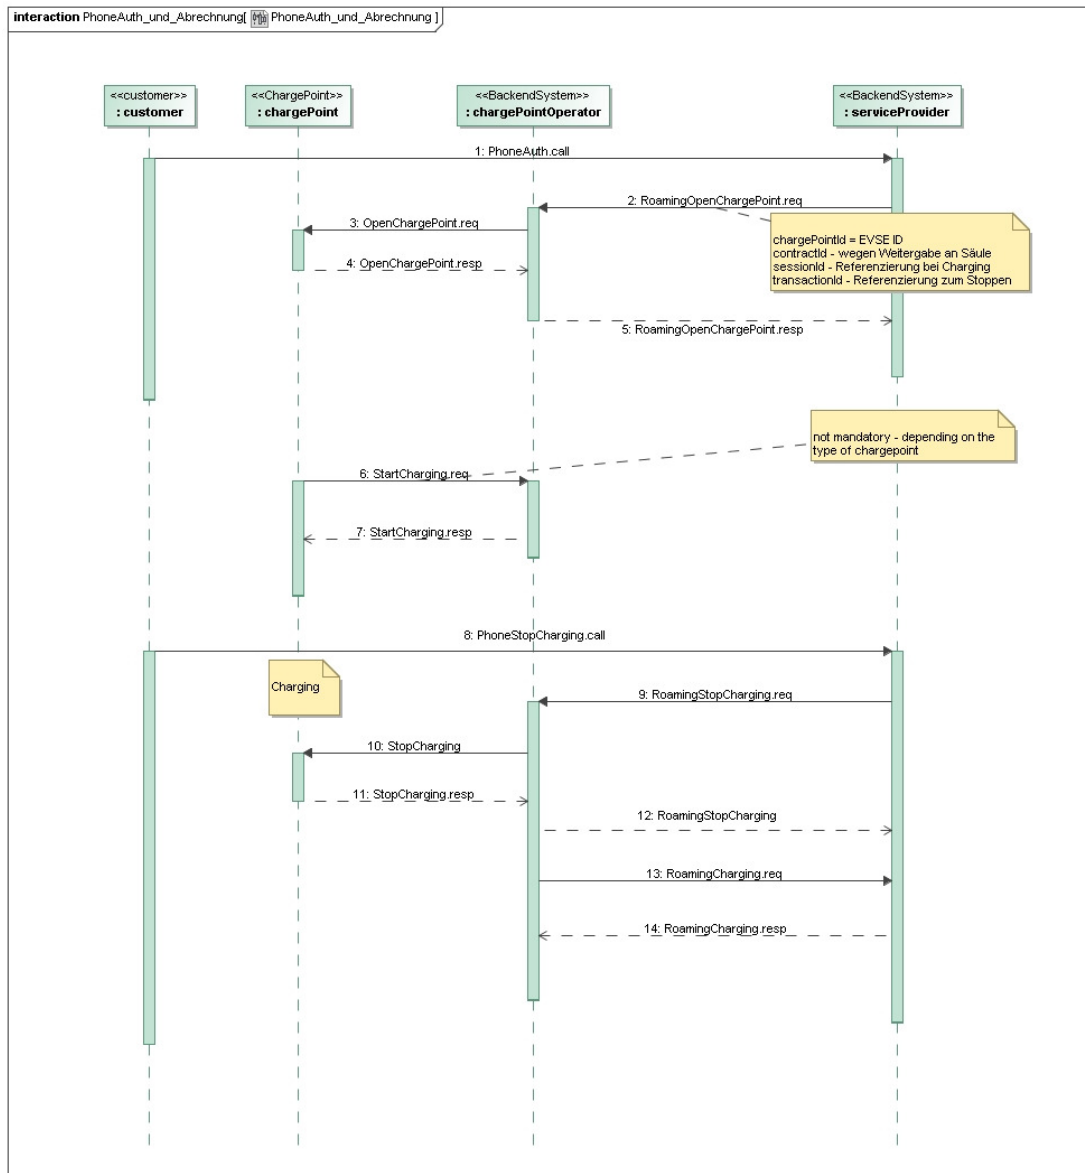 interaction PhoneAuth_und_Abrechnung[ PhoneAuth_und_Abrechnung ]
<<customer>>
: customer
<<ChargePoint>>
: chargePoint
<<BackendSystem>>
: chargePointOperator
<<BackendSystem>>
: serviceProvider
1: PhoneAuth.call
2: RoamingOpenChargePoint.req
3: OpenChargePoint.req
chargePointId = EVSE ID
contractId - wegen Weitergabe an Säule
sessionId - Referenzierung bei Charging
transactionId - Referenzierung zum Stoppen
4: OpenChargePoint.resp
5: RoamingOpenChargePoint.resp
not mandatory - depending on the
type of chargepoint
6: StartCharging.req
7: StartCharging.resp
8: PhoneStopCharging.call
Charging
9: RoamingStopCharging.req
10: StopCharging
11: StopCharging.resp
12: RoamingStopCharging
13: RoamingCharging.req
14: RoamingCharging.resp